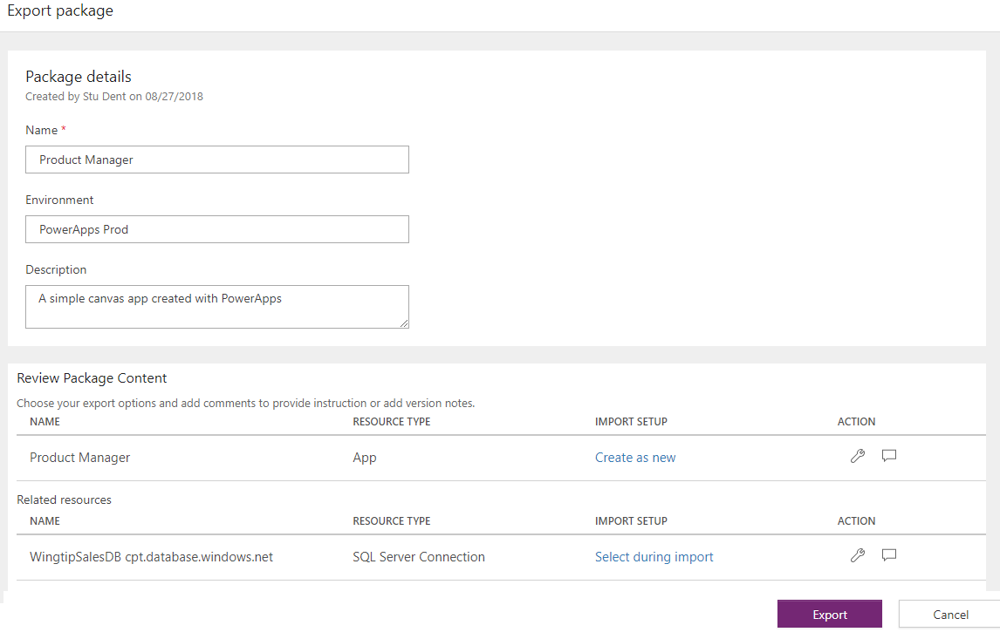 Export package
Package details
Created by Stu Dent on 08/27/2018
Name *
Product Manager
Environment
PowerApps Prod
Description
A simple canvas app created with PowerApps
Review Package Content
Choose your export options and add comments to provide instruction or add version notes.
NAME RESOURCE TYPE IMPORT SETUP ACTION
Product Manager App Create as new
Related resources
NAME RESOURCE TYPE IMPORT SETUP ACTION
WingtipSalesDB cpt.database.windows.net SQL Server Connection Select during import
Export Cancel